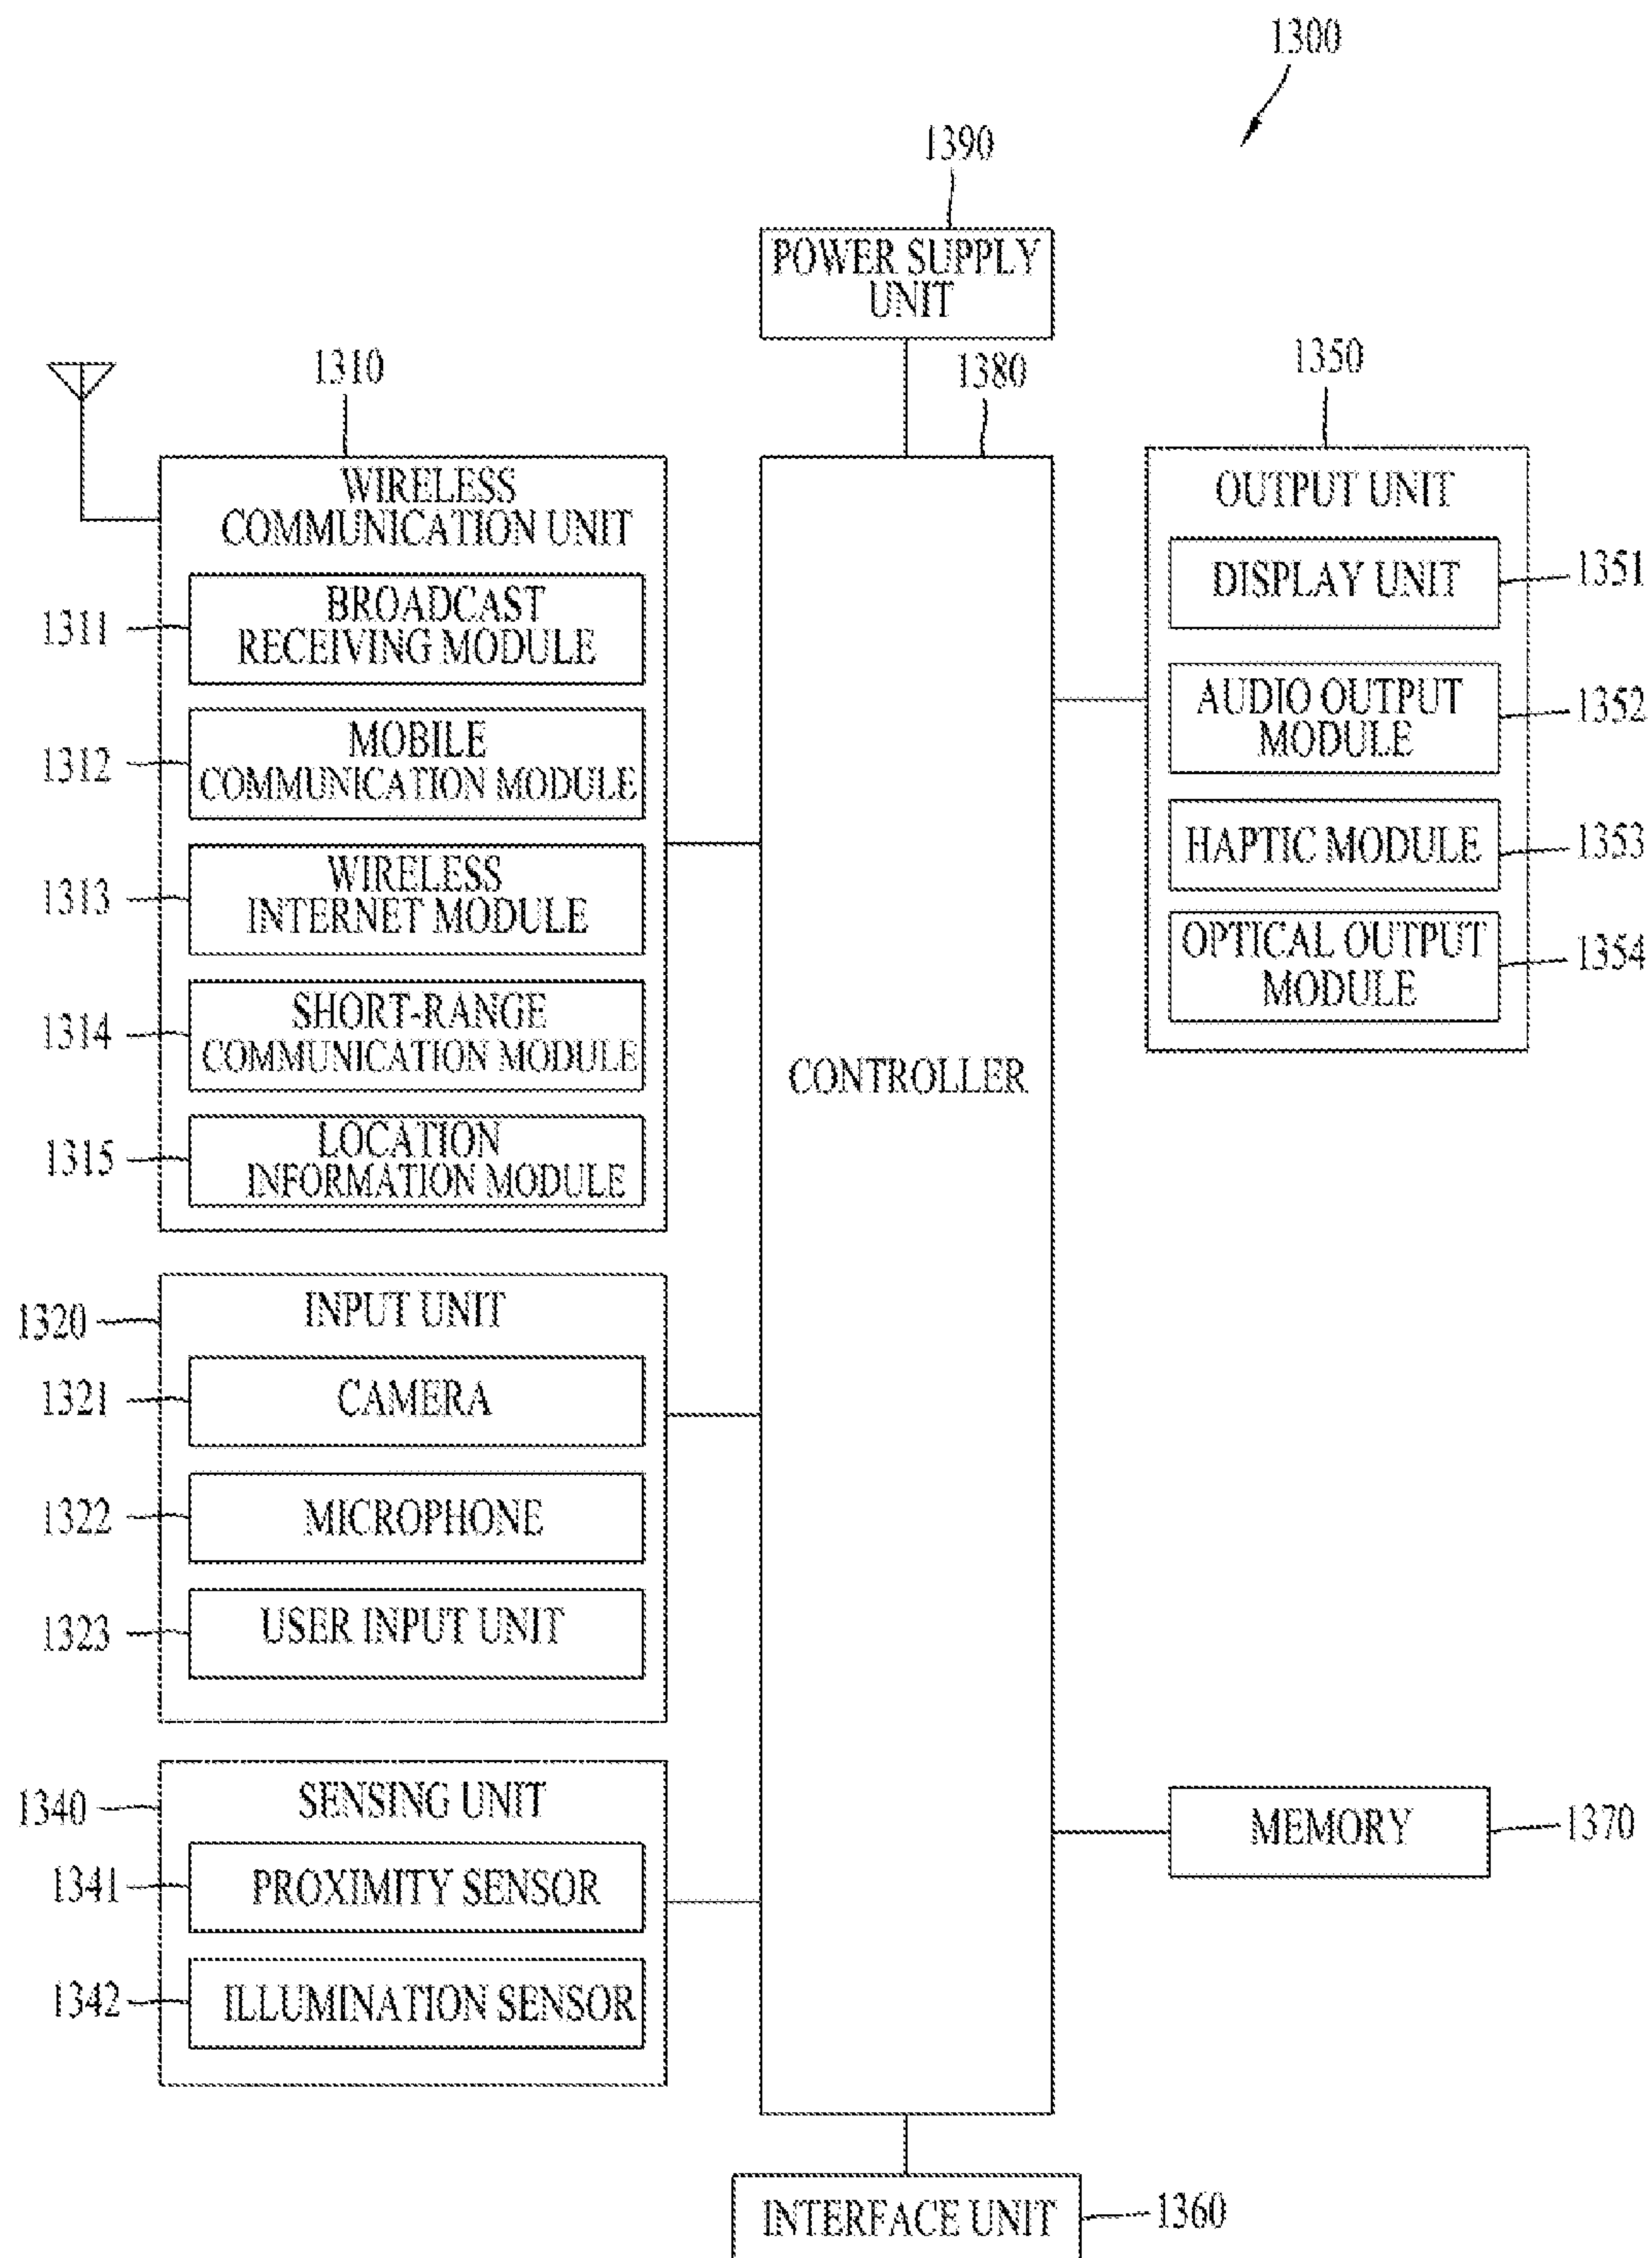 1300
1390
POWER SUPPLY
UNIT
1310
1380
1350
WIRELESS
COMMUNICATION UNIT
1311
BROADCAST
RECEIVING MODULE
1312
MOBILE
COMMUNICATION MODULE
1313
WIRELESS
INTERNET MODULE
1314
SHORT-RANGE
COMMUNICATION MODULE
1315
LOCATION
INFORMATION MODULE
1320
INPUT UNIT
1321
CAMERA
1322
MICROPHONE
1323
USER INPUT UNIT
1340
SENSING UNIT
1341
PROXIMITY SENSOR
1342
ILLUMINATION SENSOR
CONTROLLER
OUTPUT UNIT
DISPLAY UNIT
1351
AUDIO OUTPUT
MODULE
1352
HAPTIC MODULE
1353
OPTICAL OUTPUT
MODULE
1354
MEMORY
1370
INTERFACE UNIT
1360